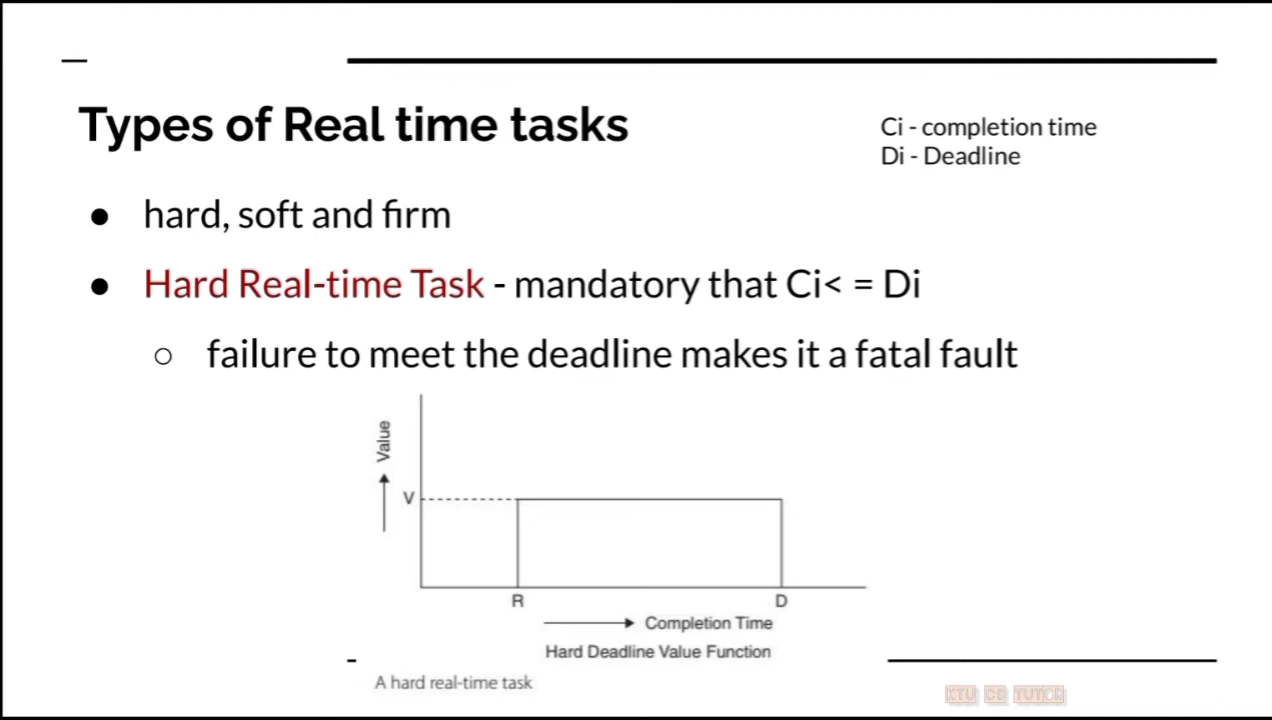 Types of Real time tasks
Ci - completion time
Di - Deadline
● hard, soft and firm
● Hard Real-time Task - mandatory that Ci< = Di
○ failure to meet the deadline makes it a fatal fault
Value
V
R
D
Completion Time
Hard Deadline Value Function
A hard real-time task
KTU CS TUTOR